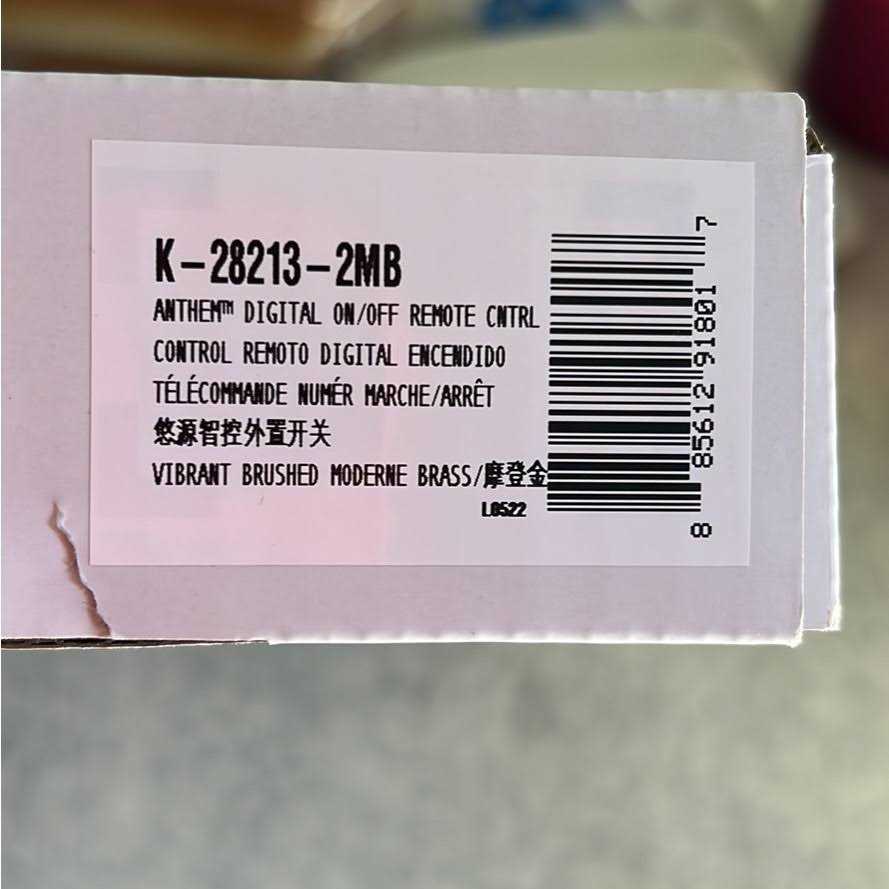 K-28213-2MB
ANTHEM™ DIGITAL ON/OFF REMOTE CNTRL
CONTROL REMOTO DIGITAL ENCENDIDO
TÉLÉCOMMANDE NUMÉR MARCHE/ARRÊT
悠源智控外置开关
VIBRANT BRUSHED MODERNE BRASS/摩登金
LG522
8 85612 91801 7